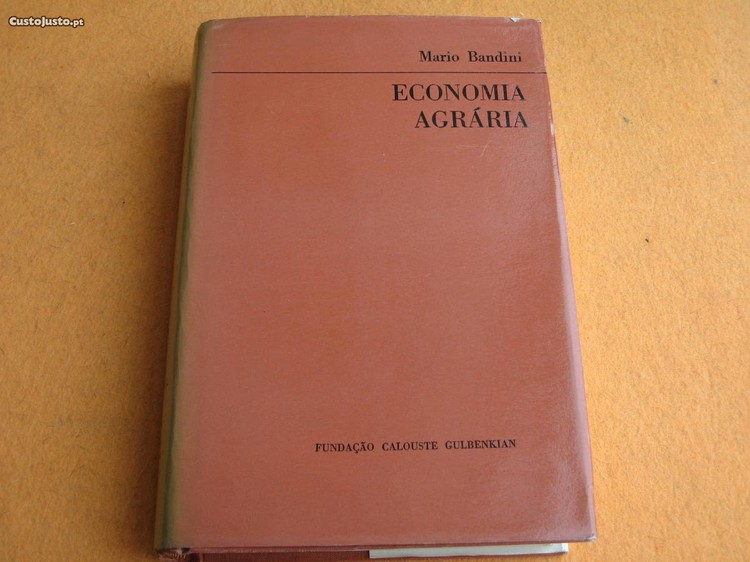 CustoJusto.pt
Mario Bandini
ECONOMIA
AGRÁRIA
FUNDAÇÃO CALOUSTE GULBENKIAN